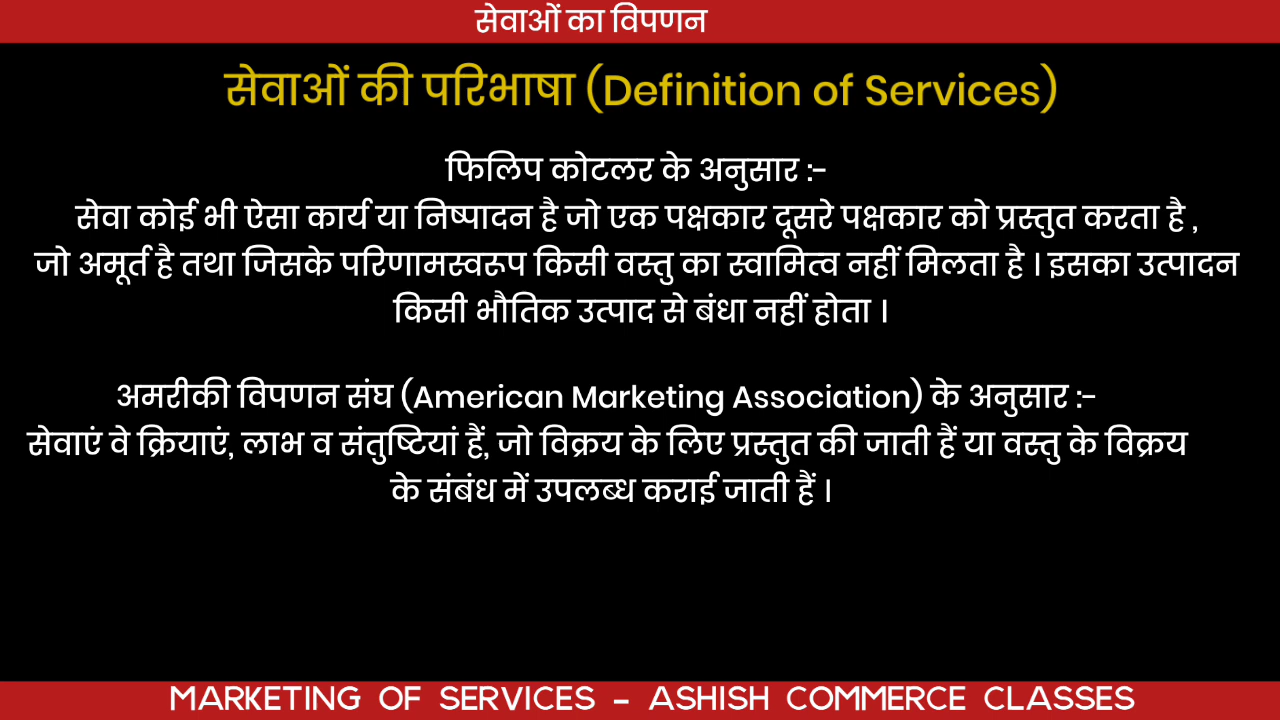 सेवाओं का विपणन
सेवाओं की परिभाषा (Definition of Services)
फिलिप कोटलर के अनुसार :-
सेवा कोई भी ऐसा कार्य या निष्पादन है जो एक पक्षकार दूसरे पक्षकार को प्रस्तुत करता है ,
जो अमूर्त है तथा जिसके परिणामस्वरूप किसी वस्तु का स्वामित्व नहीं मिलता है । इसका उत्पादन
किसी भौतिक उत्पाद से बंधा नहीं होता ।
अमरीकी विपणन संघ (American Marketing Association) के अनुसार :-
सेवाएं वे क्रियाएं, लाभ व संतुष्टियां हैं, जो विक्रय के लिए प्रस्तुत की जाती हैं या वस्तु के विक्रय
के संबंध में उपलब्ध कराई जाती हैं ।
MARKETING OF SERVICES - ASHISH COMMERCE CLASSES